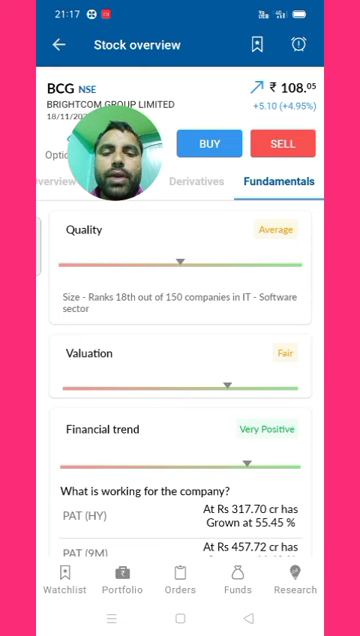 21:17
Stock overview
BCG NSE
₹ 108.05
BRIGHTCOM GROUP LIMITED
+5.10 (+4.95%)
18/11/202
BUY
SELL
Optio
verview
Derivatives
Fundamentals
Quality
Average
Size - Ranks 18th out of 150 companies in IT - Software
sector
Valuation
Fair
Financial trend
Very Positive
What is working for the company?
PAT (HY)
At Rs 317.70 cr has
Grown at 55.45 %
PAT (9M)
At Rs 457.72 cr has
Watchlist
Portfolio
Orders
Funds
Research